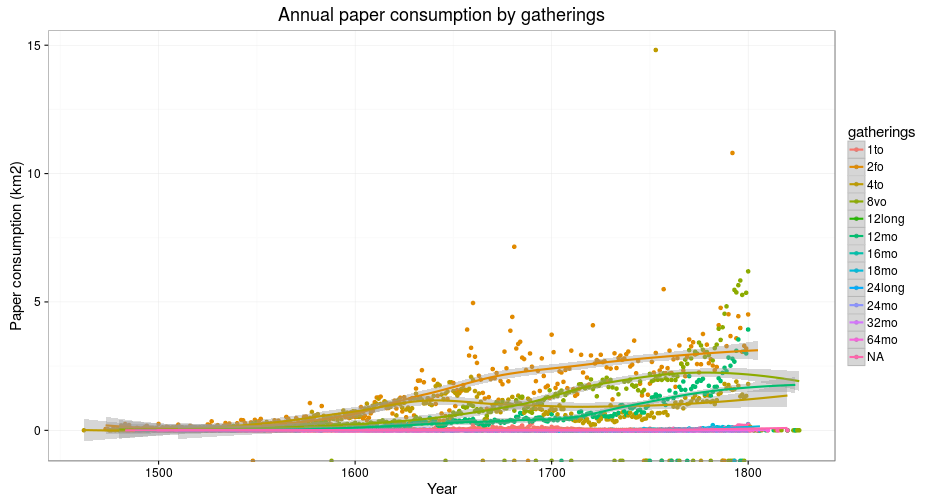 Annual paper consumption by gatherings
Paper consumption (km2)
15
10
5
0
1500
1600
1700
1800
Year
gatherings
1to
2fo
4to
8vo
12long
12mo
16mo
18mo
24long
24mo
32mo
64mo
NA